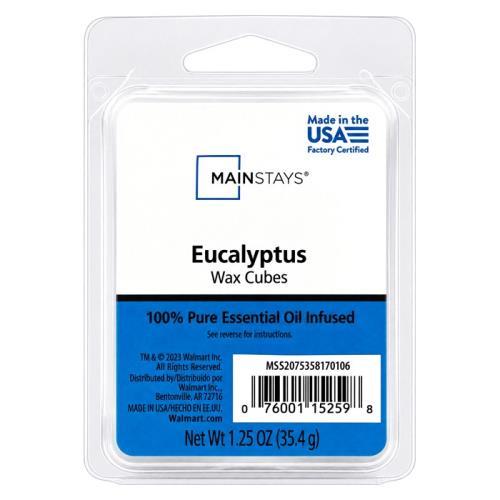 Made in the
USA
Factory Certified
MAINSTAYS®
Eucalyptus
Wax Cubes
100% Pure Essential Oil Infused
See reverse for instructions.
TM & © 2023 Walmart Inc.
All Rights Reserved.
Distributed by/Distribuido por
Walmart Inc.,
Bentonville, AR 72716
MADE IN USA/HECHO EN EE.UU.
Walmart.com
MS52075358170106
0 76001 15259 8
Net Wt 1.25 OZ (35.4 g)